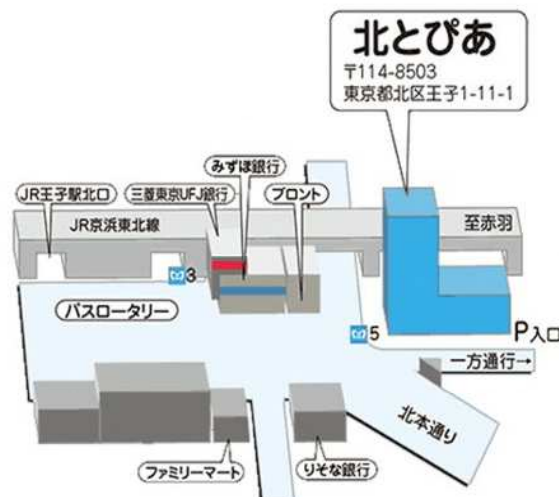 北とぴあ
〒114-8503
東京都北区王子1-11-1
みずほ銀行
JR王子駅北口
三菱東京UFJ銀行
プロント
JR京浜東北線
至赤羽
3
バスロータリー
5
P入口
一方通行→
北本通り
ファミリーマート
りそな銀行